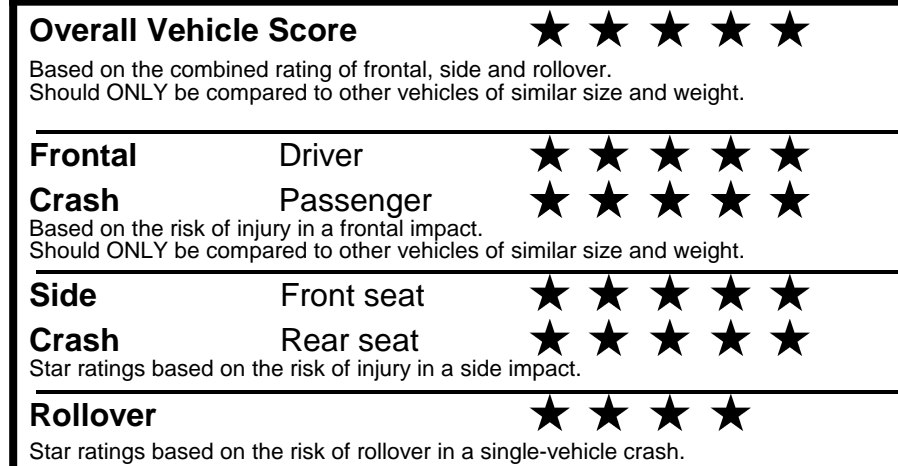 Overall Vehicle Score ★ ★ ★ ★ ★
Based on the combined rating of frontal, side and rollover.
Should ONLY be compared to other vehicles of similar size and weight.
Frontal Driver ★ ★ ★ ★ ★
Crash Passenger ★ ★ ★ ★ ★
Based on the risk of injury in a frontal impact.
Should ONLY be compared to other vehicles of similar size and weight.
Side Front seat ★ ★ ★ ★ ★
Crash Rear seat ★ ★ ★ ★ ★
Star ratings based on the risk of injury in a side impact.
Rollover ★ ★ ★ ★
Star ratings based on the risk of rollover in a single-vehicle crash.